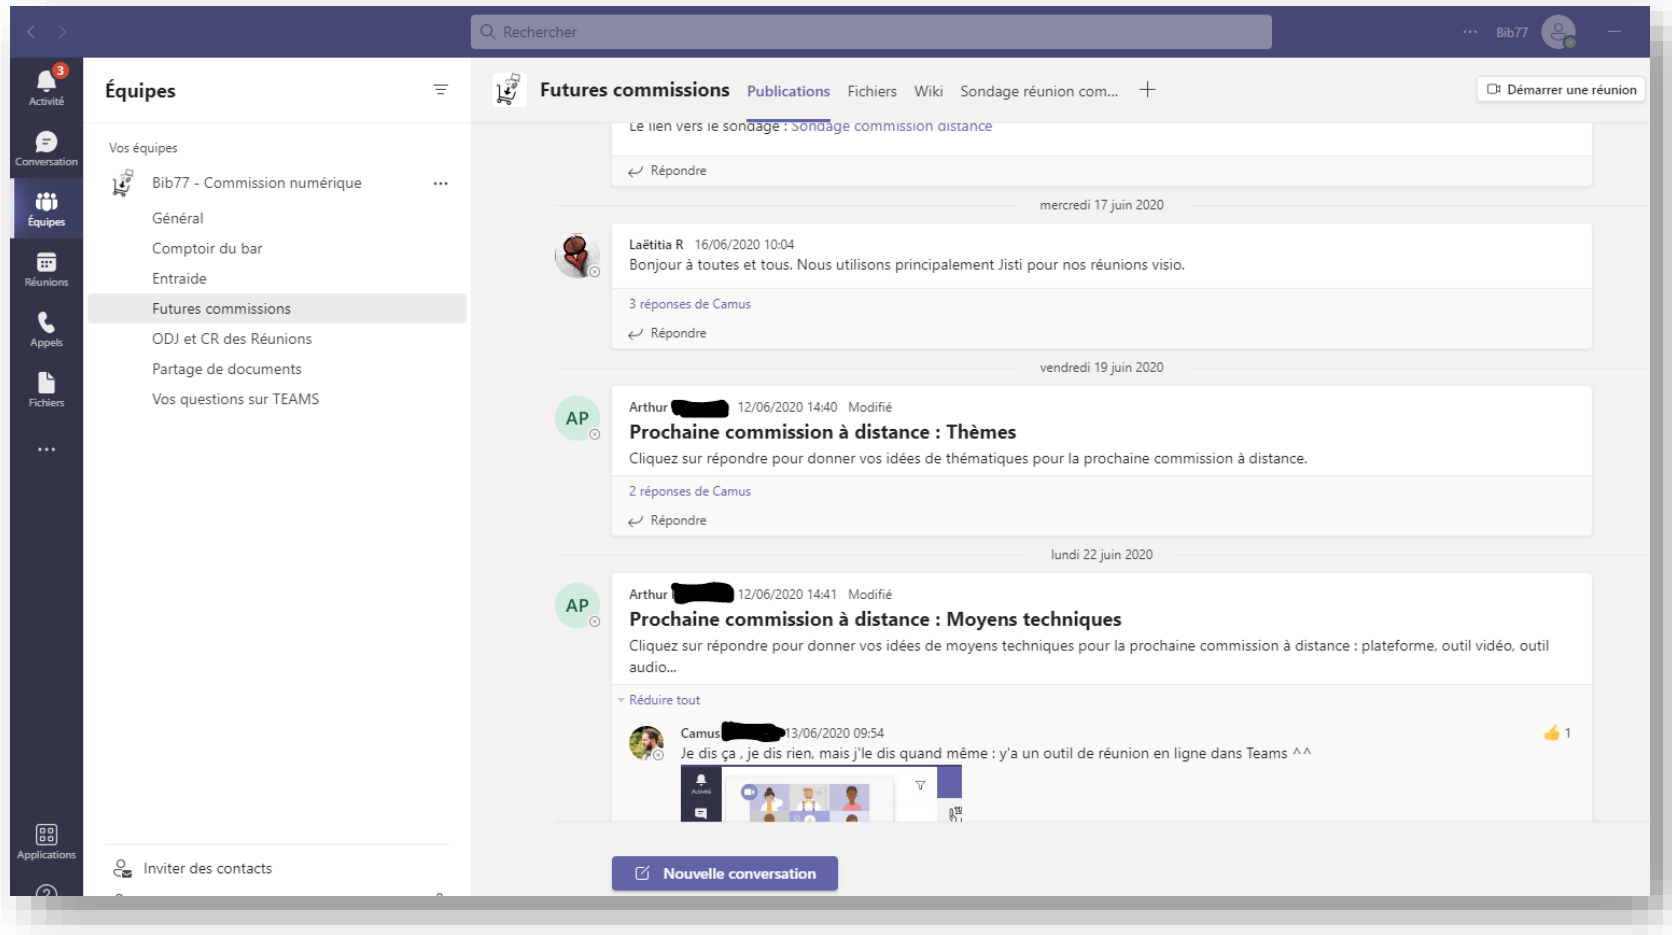 Rechercher
Bib77
3
Activité
Conversation
Équipes
Réunions
Appels
Fichiers
Applications
Équipes
Vos équipes
Bib77 - Commission numérique
Général
Comptoir du bar
Entraide
Futures commissions
ODJ et CR des Réunions
Partage de documents
Vos questions sur TEAMS
Inviter des contacts
Futures commissions Publications Fichiers Wiki Sondage réunion com...
Démarrer une réunion
Le lien vers le sondage : Sondage commission distance
Répondre
mercredi 17 juin 2020
Laëtitia R 16/06/2020 10:04
Bonjour à toutes et tous. Nous utilisons principalement Jisti pour nos réunions visio.
3 réponses de Camus
Répondre
vendredi 19 juin 2020
AP
Arthur 12/06/2020 14:40 Modifié
Prochaine commission à distance : Thèmes
Cliquez sur répondre pour donner vos idées de thématiques pour la prochaine commission à distance.
2 réponses de Camus
Répondre
lundi 22 juin 2020
AP
Arthur 12/06/2020 14:41 Modifié
Prochaine commission à distance : Moyens techniques
Cliquez sur répondre pour donner vos idées de moyens techniques pour la prochaine commission à distance : plateforme, outil vidéo, outil
audio...
Réduire tout
Camus 13/06/2020 09:54
1
Je dis ça , je dis rien, mais j'le dis quand même : y'a un outil de réunion en ligne dans Teams ^^
Activité
Nouvelle conversation